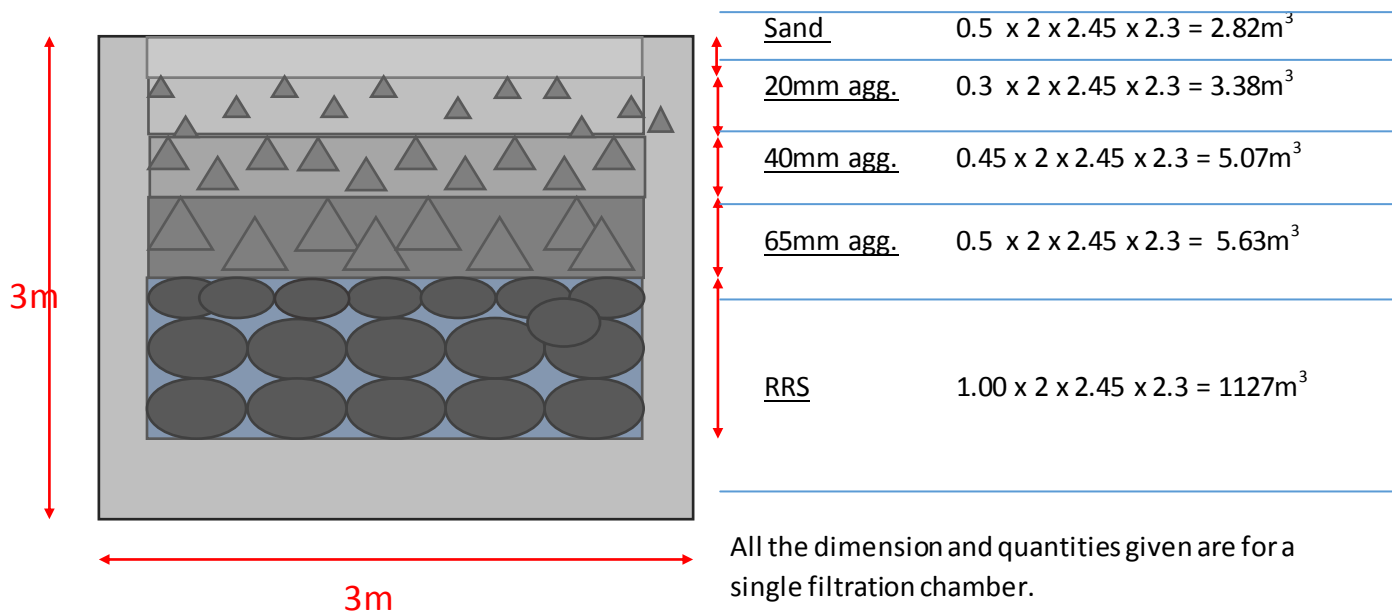 Sand 0.5 x 2 x 2.45 x 2.3 = 2.82m³
20mm agg. 0.3 x 2 x 2.45 x 2.3 = 3.38m³
40mm agg. 0.45 x 2 x 2.45 x 2.3 = 5.07m³
65mm agg. 0.5 x 2 x 2.45 x 2.3 = 5.63m³
3m
RRS 1.00 x 2 x 2.45 x 2.3 = 1127m³
All the dimension and quantities given are for a
single filtration chamber.
3m